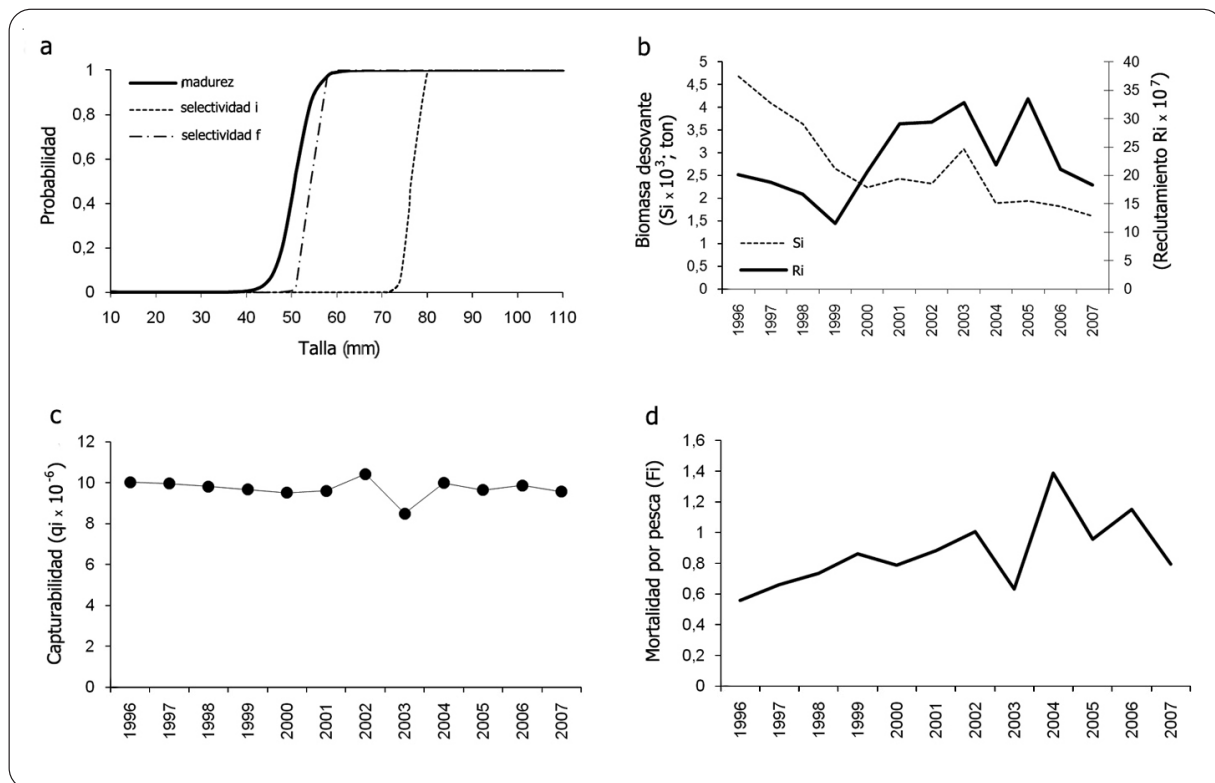 a
1
0,8
0,6
0,4
0,2
0
Probabilidad
madurez
selectividad i
selectividad f
10 20 30 40 50 60 70 80 90 100 110
Talla (mm)
b
5
4,5
4
3,5
3
2,5
2
1,5
1
0,5
0
Biomasa desovante
(Si x 10³; ton)
Si
Ri
40
35
30
25
20
15
10
5
0
(Reclutamiento Ri x 10⁷)
1996 1997 1998 1999 2000 2001 2002 2003 2004 2005 2006 2007
c
12
10
8
6
4
2
0
Capturabilidad (qi x 10⁻⁶)
1996 1997 1998 1999 2000 2001 2002 2003 2004 2005 2006 2007
d
1,6
1,4
1,2
1
0,8
0,6
0,4
0,2
0
Mortalidad por pesca (Fi)
1996 1997 1998 1999 2000 2001 2002 2003 2004 2005 2006 2007